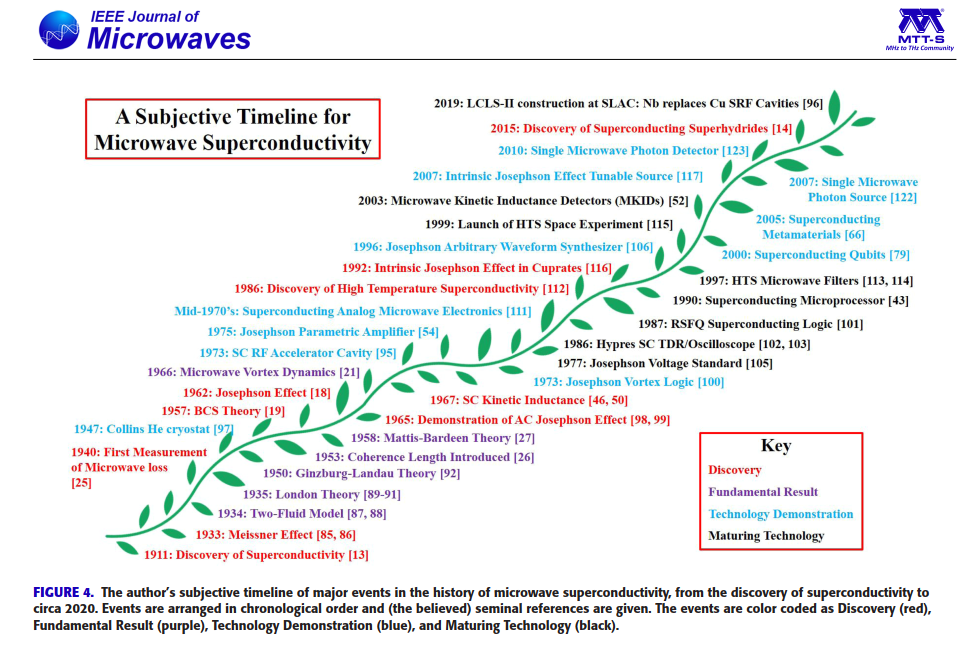 IEEE Journal of
Microwaves
MTT-S
MHz to THz Community
A Subjective Timeline for
Microwave Superconductivity
2019: LCLS-II construction at SLAC: Nb replaces Cu SRF Cavities [96]
2015: Discovery of Superconducting Superhydrides [14]
2010: Single Microwave Photon Detector [123]
2007: Intrinsic Josephson Effect Tunable Source [117]
2003: Microwave Kinetic Inductance Detectors (MKIDs) [52]
1999: Launch of HTS Space Experiment [115]
1996: Josephson Arbitrary Waveform Synthesizer [106]
1992: Intrinsic Josephson Effect in Cuprates [116]
1986: Discovery of High Temperature Superconductivity [112]
Mid-1970's: Superconducting Analog Microwave Electronics [111]
1975: Josephson Parametric Amplifier [54]
1973: SC RF Accelerator Cavity [95]
1966: Microwave Vortex Dynamics [21]
1962: Josephson Effect [18]
1957: BCS Theory [19]
1947: Collins He cryostat [97]
1940: First Measurement
of Microwave loss
[25]
2007: Single Microwave
Photon Source [122]
2005: Superconducting
Metamaterials [66]
2000: Superconducting Qubits [79]
1997: HTS Microwave Filters [113, 114]
1990: Superconducting Microprocessor [43]
1987: RSFQ Superconducting Logic [101]
1986: Hypres SC TDR/Oscilloscope [102, 103]
1977: Josephson Voltage Standard [105]
1973: Josephson Vortex Logic [100]
1967: SC Kinetic Inductance [46, 50]
1965: Demonstration of AC Josephson Effect [98, 99]
1958: Mattis-Bardeen Theory [27]
1953: Coherence Length Introduced [26]
1950: Ginzburg-Landau Theory [92]
1935: London Theory [89-91]
1934: Two-Fluid Model [87, 88]
1933: Meissner Effect [85, 86]
1911: Discovery of Superconductivity [13]
Key
Discovery
Fundamental Result
Technology Demonstration
Maturing Technology
FIGURE 4. The author's subjective timeline of major events in the history of microwave superconductivity, from the discovery of superconductivity to
circa 2020. Events are arranged in chronological order and (the believed) seminal references are given. The events are color coded as Discovery (red),
Fundamental Result (purple), Technology Demonstration (blue), and Maturing Technology (black).